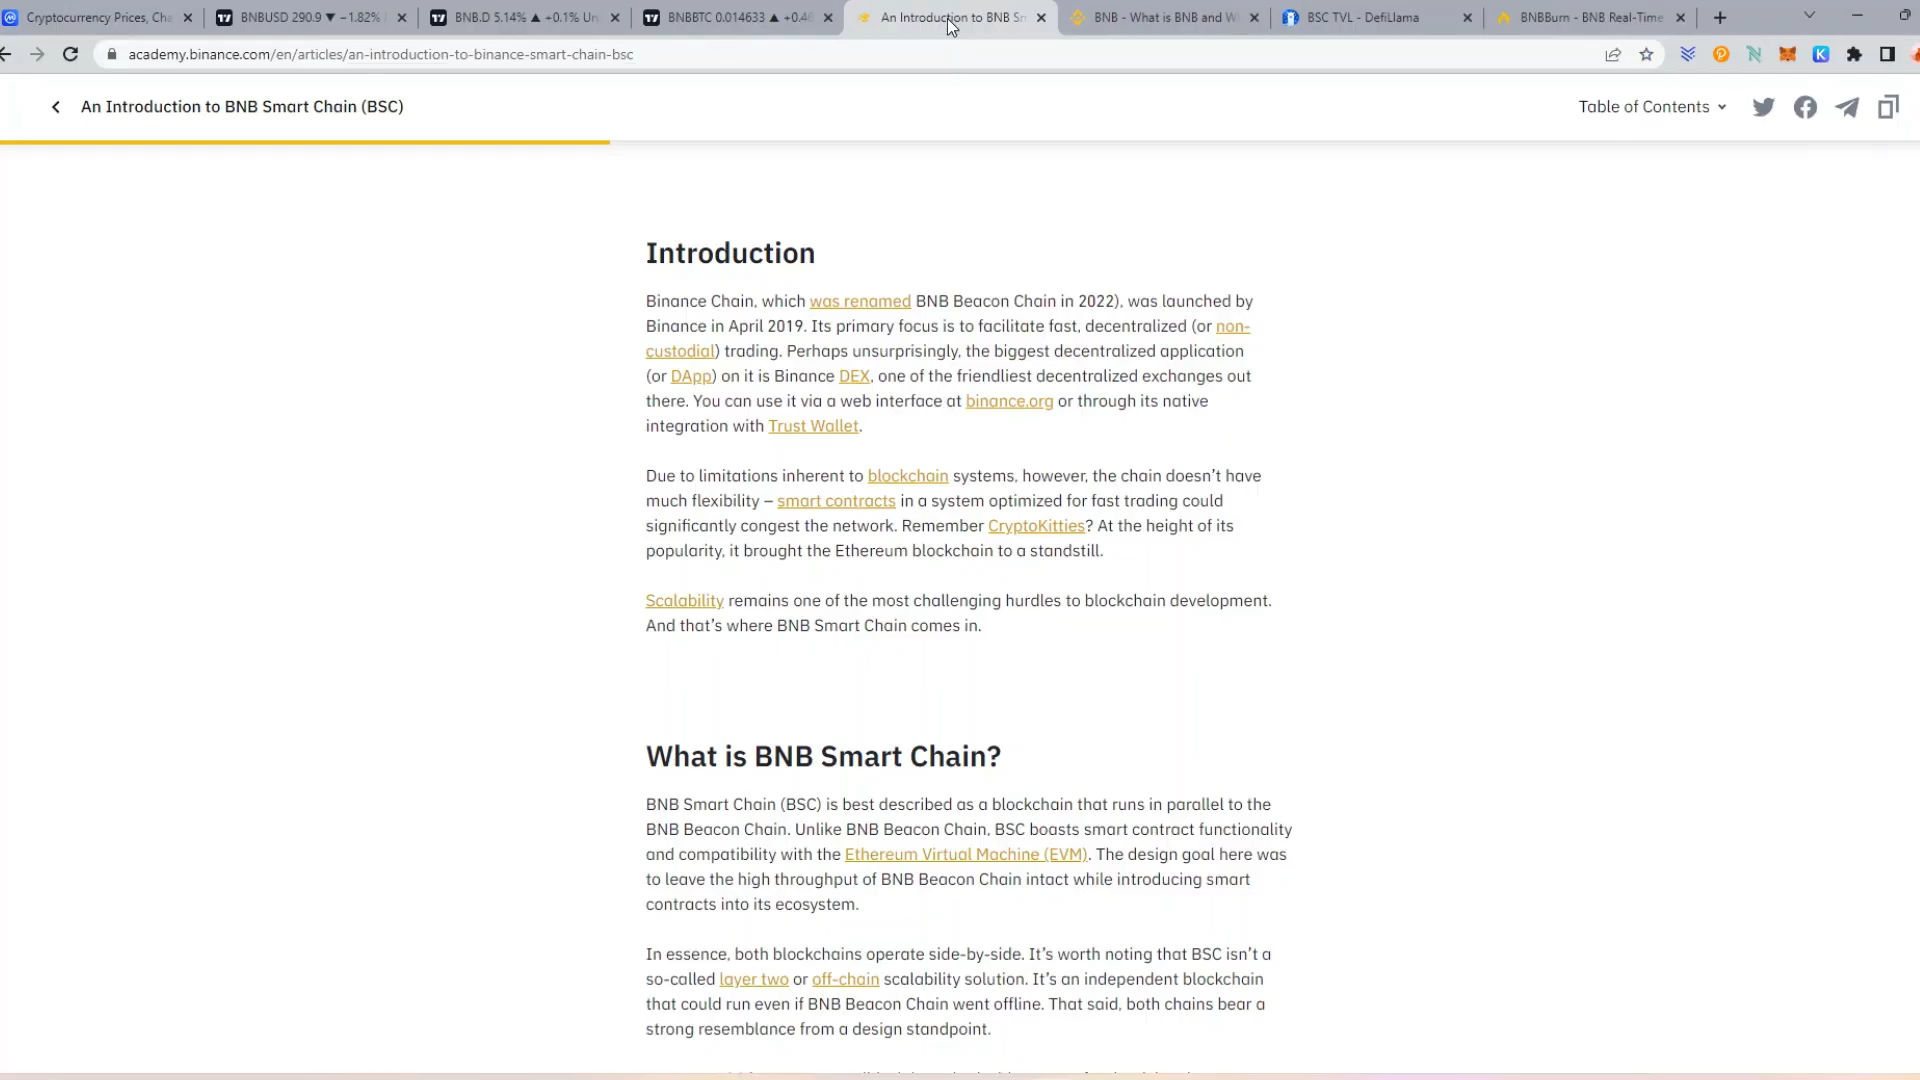 Cryptocurrency Prices, Cha
BNBUSD 290.9 ▼ −1.82%
BNB.D 5.14% ▲ +0.1% Un
BNBBTC 0.014633 ▲ +0.4
An Introduction to BNB Sm
BNB - What is BNB and W
BSC TVL - DefiLlama
BNBBurn - BNB Real-Time
academy.binance.com/en/articles/an-introduction-to-binance-smart-chain-bsc
An Introduction to BNB Smart Chain (BSC)
Table of Contents
Introduction
Binance Chain, which was renamed BNB Beacon Chain in 2022), was launched by
Binance in April 2019. Its primary focus is to facilitate fast, decentralized (or non-
custodial) trading. Perhaps unsurprisingly, the biggest decentralized application
(or DApp) on it is Binance DEX, one of the friendliest decentralized exchanges out
there. You can use it via a web interface at binance.org or through its native
integration with Trust Wallet.
Due to limitations inherent to blockchain systems, however, the chain doesn't have
much flexibility – smart contracts in a system optimized for fast trading could
significantly congest the network. Remember CryptoKitties? At the height of its
popularity, it brought the Ethereum blockchain to a standstill.
Scalability remains one of the most challenging hurdles to blockchain development.
And that's where BNB Smart Chain comes in.
What is BNB Smart Chain?
BNB Smart Chain (BSC) is best described as a blockchain that runs in parallel to the
BNB Beacon Chain. Unlike BNB Beacon Chain, BSC boasts smart contract functionality
and compatibility with the Ethereum Virtual Machine (EVM). The design goal here was
to leave the high throughput of BNB Beacon Chain intact while introducing smart
contracts into its ecosystem.
In essence, both blockchains operate side-by-side. It's worth noting that BSC isn't a
so-called layer two or off-chain scalability solution. It's an independent blockchain
that could run even if BNB Beacon Chain went offline. That said, both chains bear a
strong resemblance from a design standpoint.